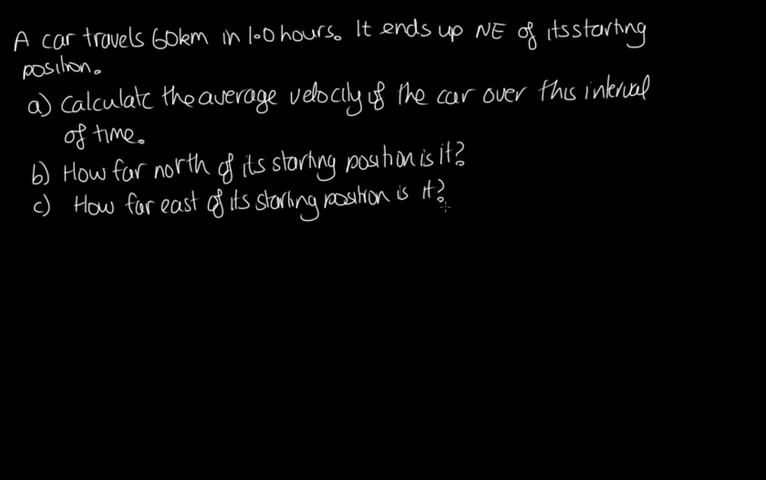 A car travels 60km in 1.0 hours. It ends up NE of its starting
position.
a) Calculate the average velocity of the car over this interval
of time.
b) How far north of its starting position is it?
c) How far east of its starting position is it?